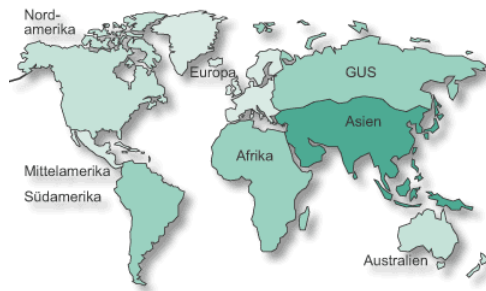 Nord-
amerika
Europa
GUS
Asien
Afrika
Mittelamerika
Südamerika
Australien